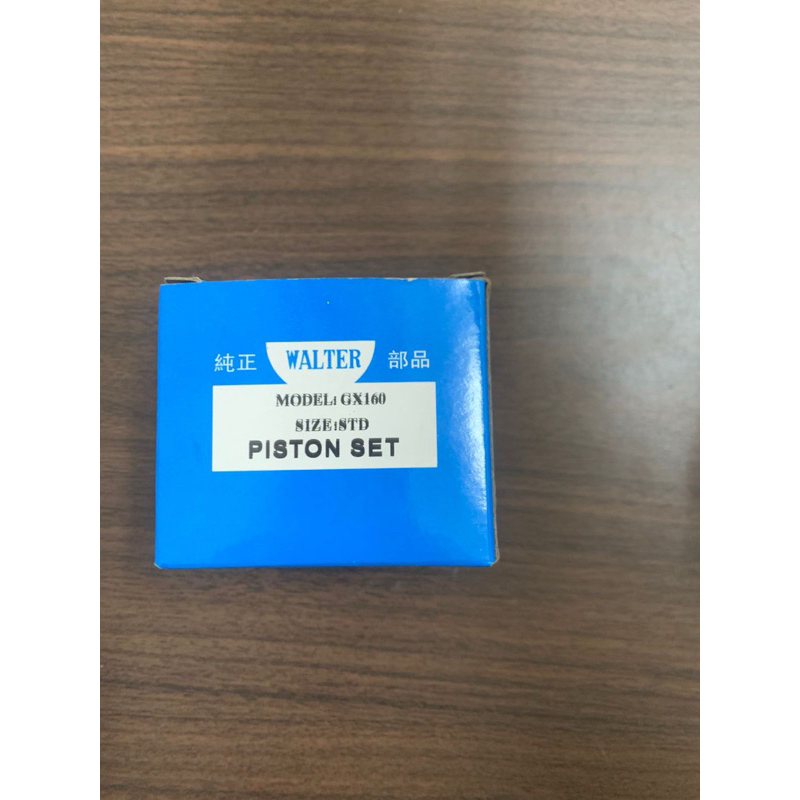 純正 WALTER 部品
MODEL: GX160
SIZE:STD
PISTON SET